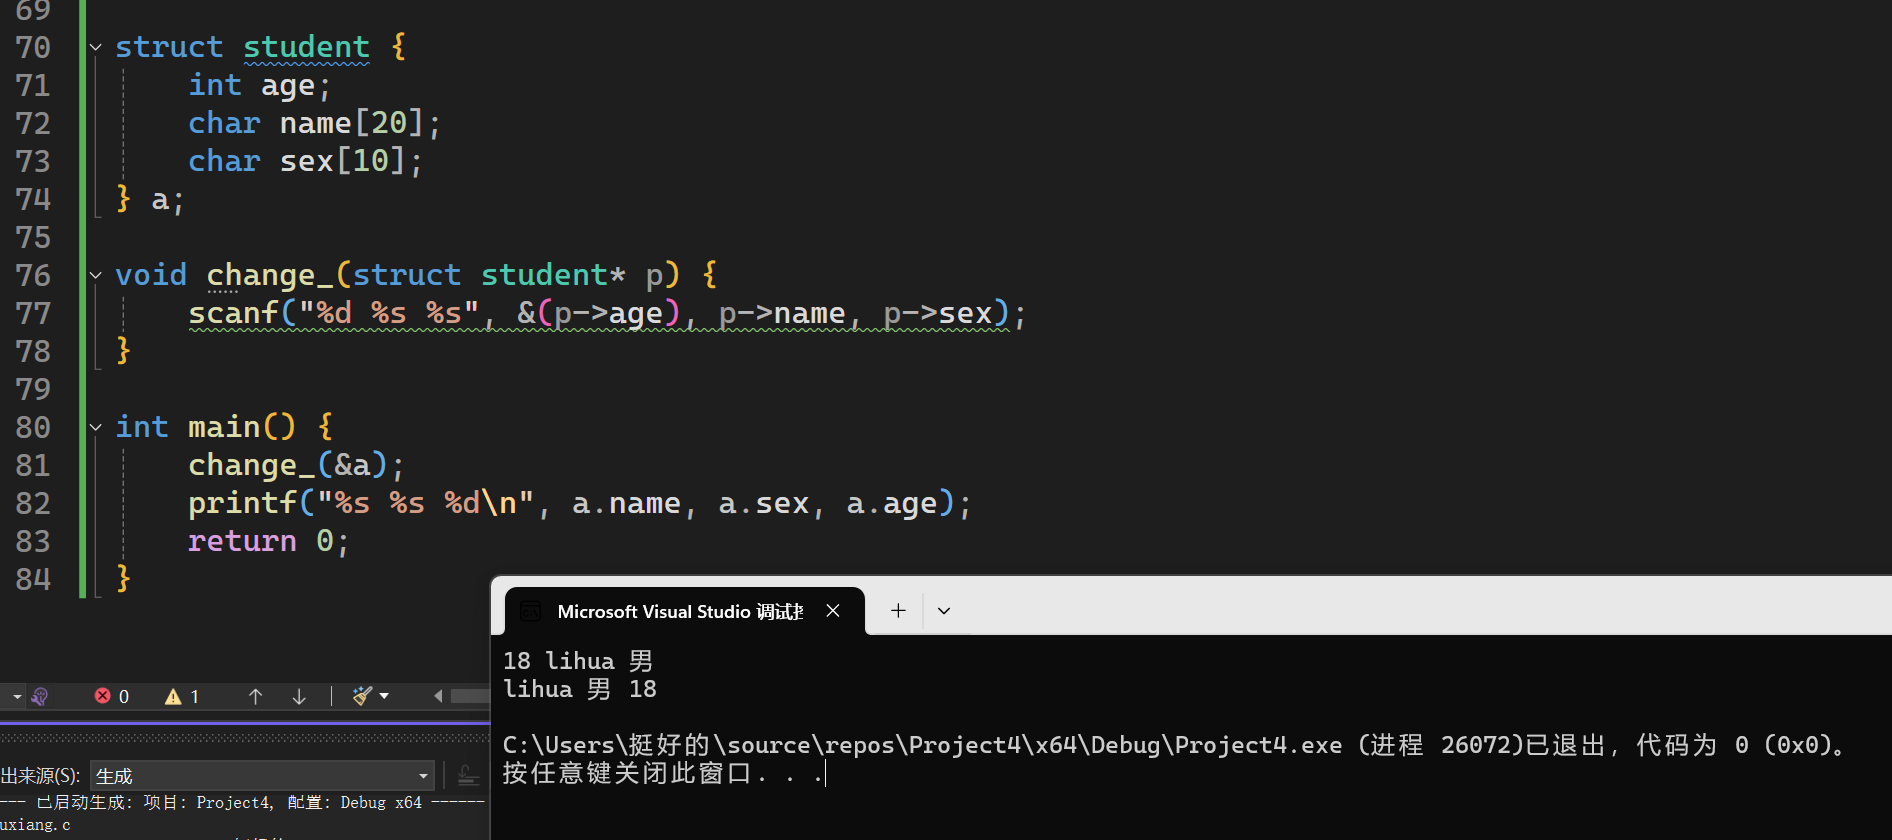 69
70 struct student {
71 int age;
72 char name[20];
73 char sex[10];
74 } a;
75
76 void change_(struct student* p) {
77 scanf("%d %s %s", &(p->age), p->name, p->sex);
78 }
79
80 int main() {
81 change_(&a);
82 printf("%s %s %d\n", a.name, a.sex, a.age);
83 return 0;
84 }
Microsoft Visual Studio 调试
18 lihua 男
lihua 男 18
C:\Users\挺好的\source\repos\Project4\x64\Debug\Project4.exe (进程 26072)已退出，代码为 0 (0x0)。
按任意键关闭此窗口. . .
0 1
出来源(S): 生成
--- 已启动生成: 项目: Project4, 配置: Debug x64 ------
uxiang.c